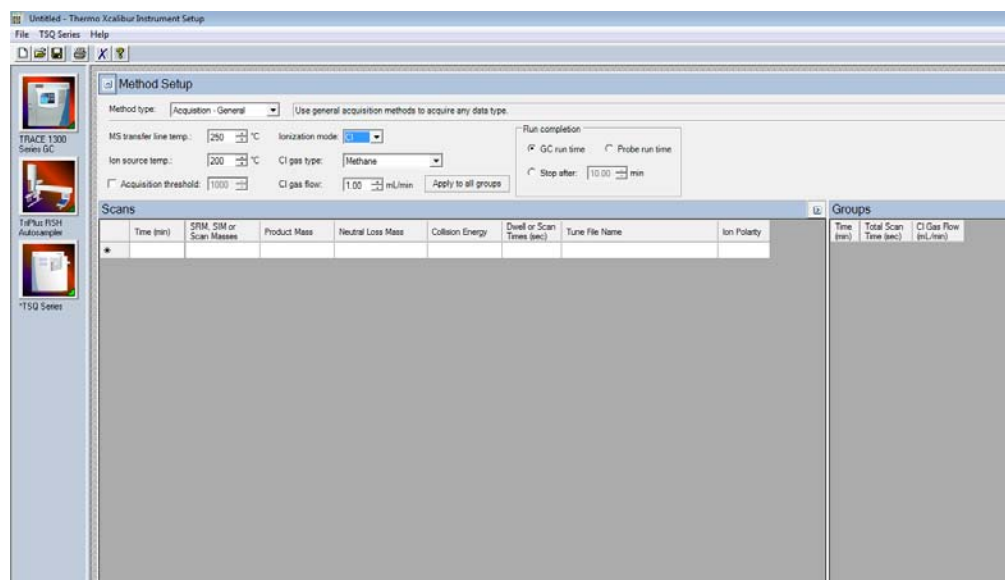 Untitled - Thermo Xcalibur Instrument Setup
File TSQ Series Help
Method Setup
Method type: Acquisition - General Use general acquisition methods to acquire any data type.
MS transfer line temp.: 250 °C Ionization mode: CI
Ion source temp.: 200 °C CI gas type: Methane
Acquisition threshold: 1000 CI gas flow: 1.00 mL/min Apply to all groups
Run completion
GC run time Probe run time
Stop after: 10.00 min
TRACE 1300
Series GC
TriPlus RSH
Autosampler
*TSQ Series
Scans
Time (min) SRM, SIM or Scan Masses Product Mass Neutral Loss Mass Collision Energy Dwell or Scan Times (sec) Tune File Name Ion Polarity
*
Groups
Time (min) Total Scan Time (sec) CI Gas Flow (mL/min)